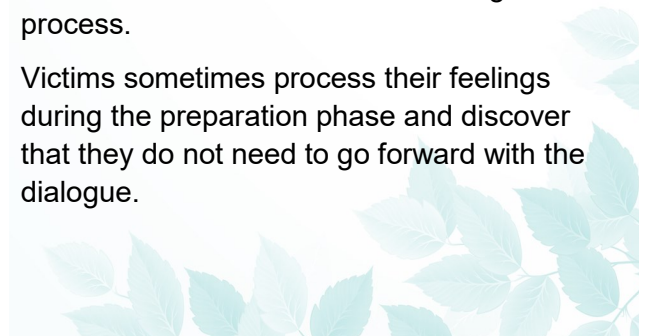 process.
Victims sometimes process their feelings
during the preparation phase and discover
that they do not need to go forward with the
dialogue.